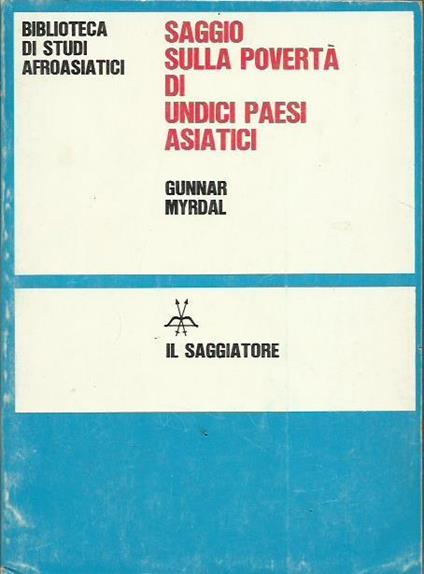 BIBLIOTECA
DI STUDI
AFROASIATICI
SAGGIO
SULLA POVERTÀ
DI
UNDICI PAESI
ASIATICI
GUNNAR
MYRDAL
IL SAGGIATORE